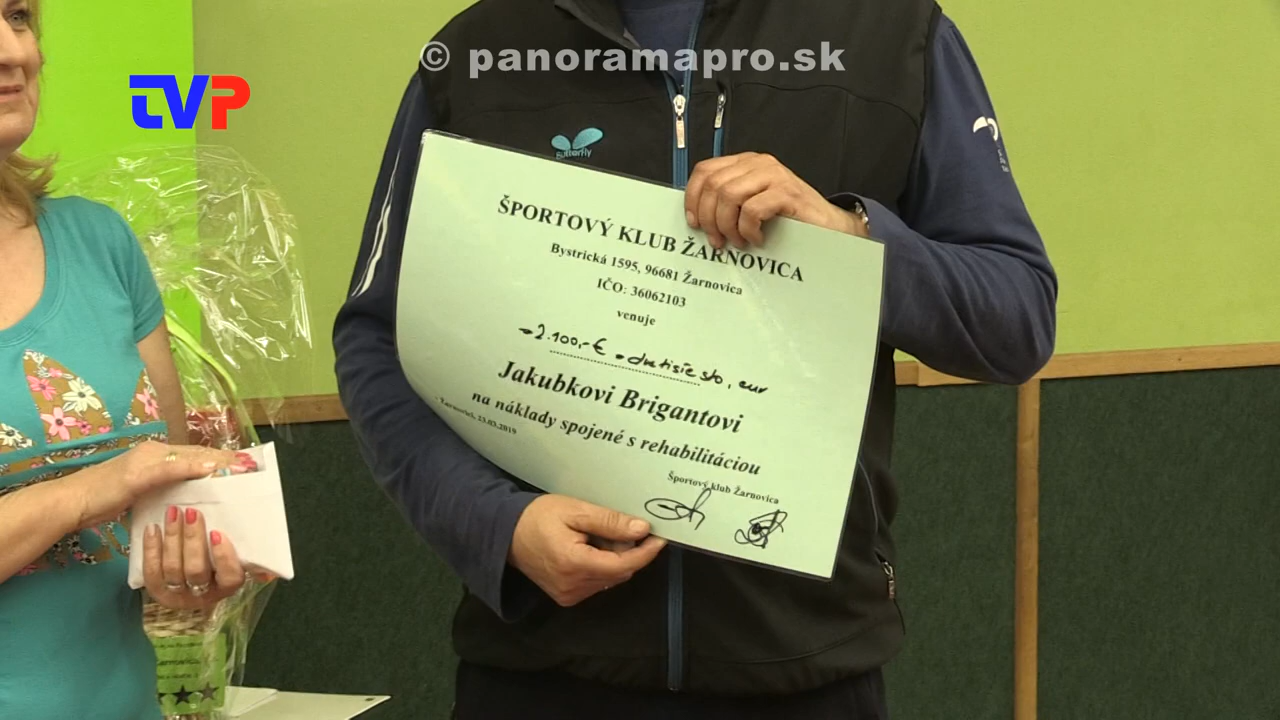 © panoramapro.sk
TVP
Butterfly
ŠPORTOVÝ KLUB ŽARNOVICA
Bystrická 1595, 96681 Žarnovica
IČO: 36062103
venuje
-2.100,-€ - dvetisícsto, eur
Jakubkovi Brigantovi
na náklady spojené s rehabilitáciou
Žarnovici, 23.03.2019
Športový klub Žarnovica